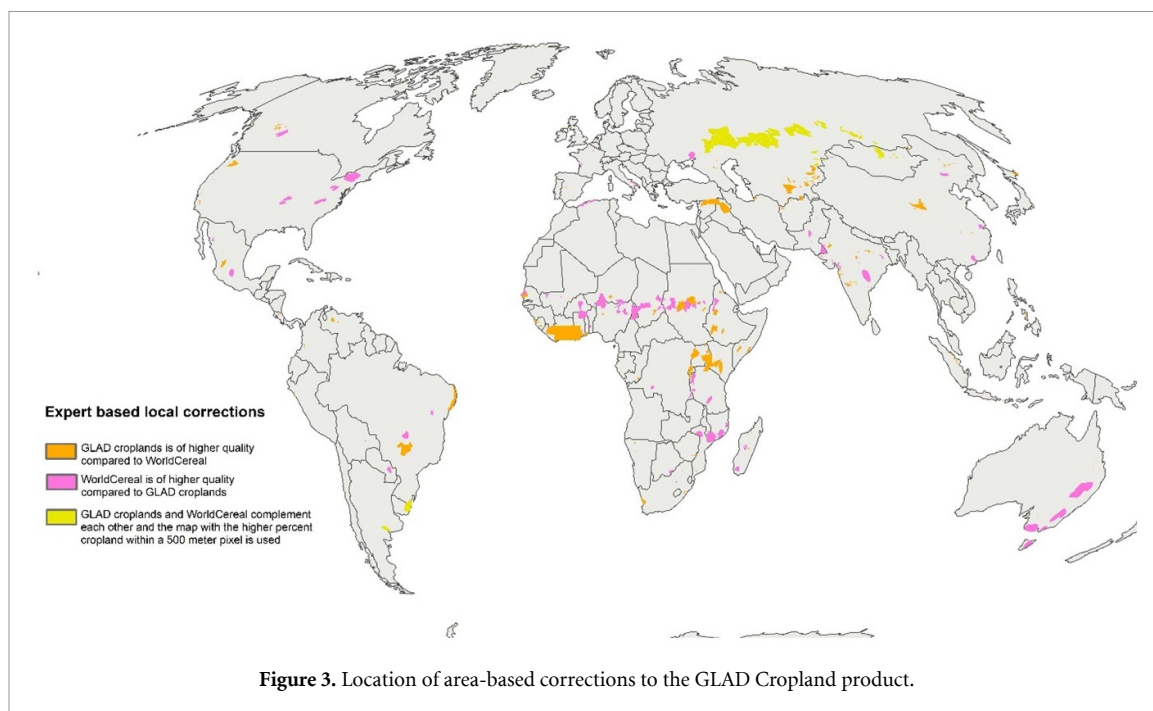 Expert based local corrections
GLAD croplands is of higher quality
compared to WorldCereal
WorldCereal is of higher quality
compared to GLAD croplands
GLAD croplands and WorldCereal complement
each other and the map with the higher percent
cropland within a 500 meter pixel is used
Figure 3. Location of area-based corrections to the GLAD Cropland product.